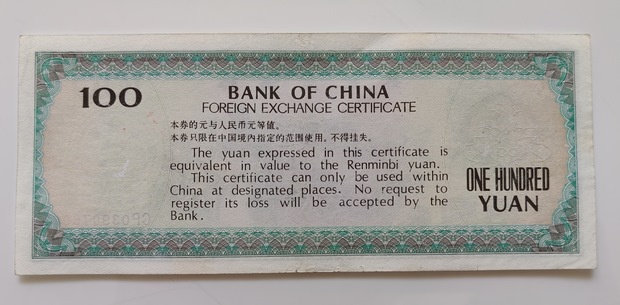 100
BANK OF CHINA
FOREIGN EXCHANGE CERTIFICATE
本券的元与人民币元等值。
本券只限在中国境内指定的范围使用，不得挂失。
The yuan expressed in this certificate is
equivalent in value to the Renminbi yuan.
This certificate can only be used within
China at designated places. No request to
register its loss will be accepted by the
Bank.
ONE HUNDRED
YUAN